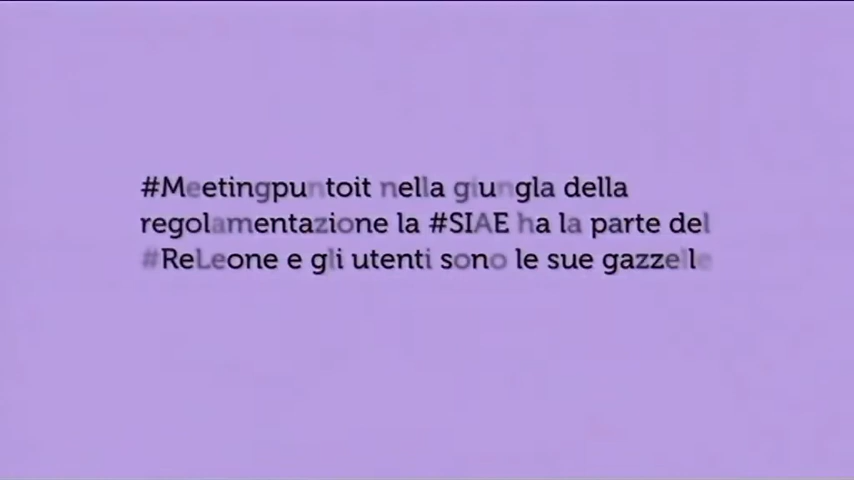 #Meetingpuntoit nella giungla della
regolamentazione la #SIAE ha la parte del
#ReLeone e gli utenti sono le sue gazzelle